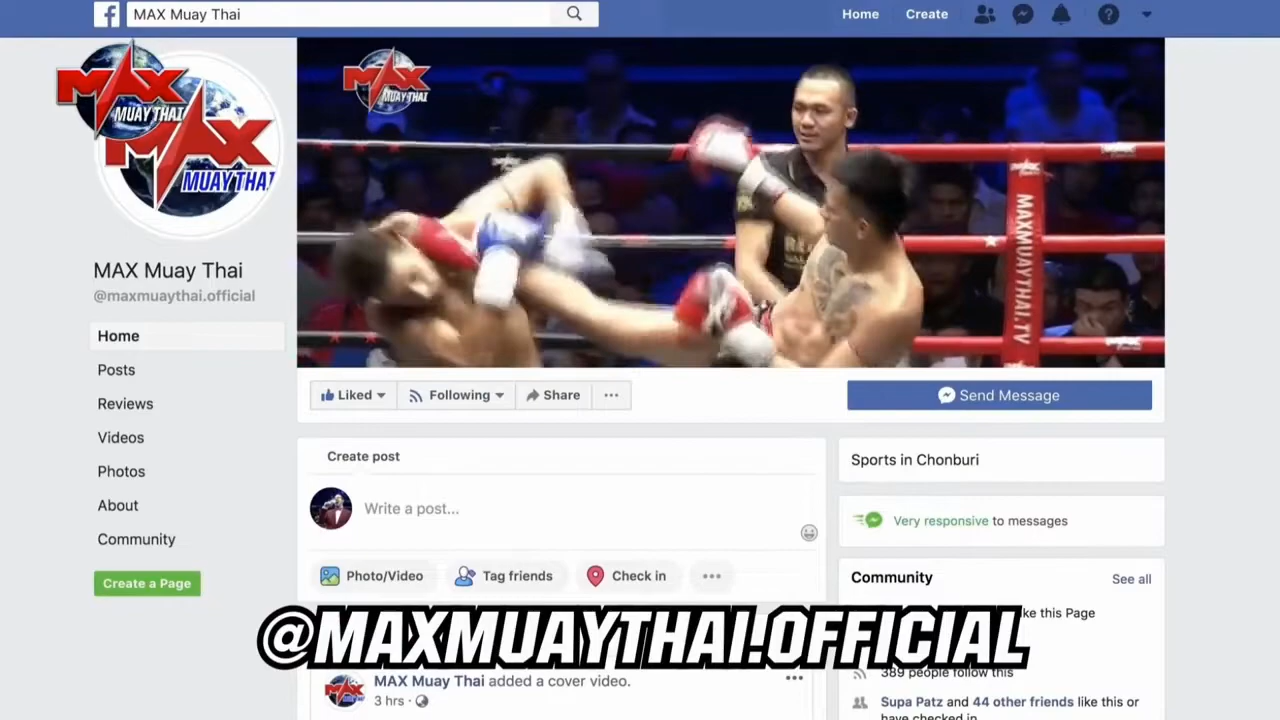 MAX Muay Thai
Home
Create
MAX
MUAY THAI
MAX
MUAY THAI
MAX
MUAY THAI
MAXMUAYTHAI.TV
MAX Muay Thai
@maxmuaythai.official
Home
Posts
Reviews
Videos
Photos
About
Community
Create a Page
Liked
Following
Share
Send Message
Create post
Write a post...
Photo/Video
Tag friends
Check in
Sports in Chonburi
Very responsive to messages
Community
See all
ke this Page
@MAXMUAYTHAI.OFFICIAL
389 people follow this
MAX Muay Thai added a cover video.
3 hrs
Supa Patz and 44 other friends like this or
have checked in